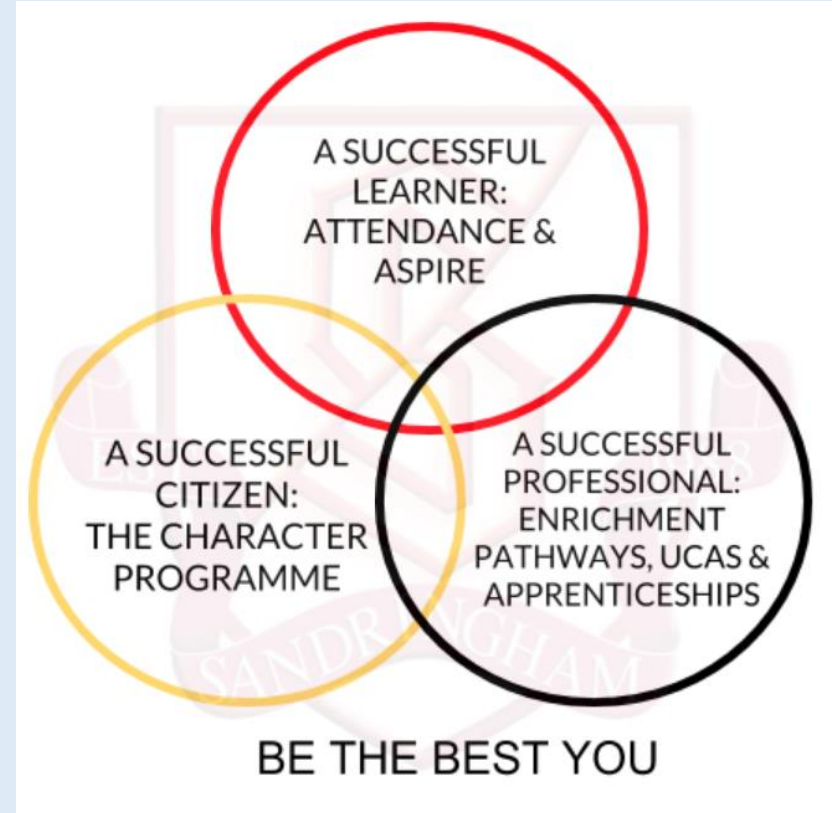 A SUCCESSFUL
LEARNER:
ATTENDANCE &
ASPIRE
A SUCCESSFUL
CITIZEN:
THE CHARACTER
PROGRAMME
A SUCCESSFUL
PROFESSIONAL:
ENRICHMENT
PATHWAYS, UCAS &
APPRENTICESHIPS
SANDRINGHAM
BE THE BEST YOU